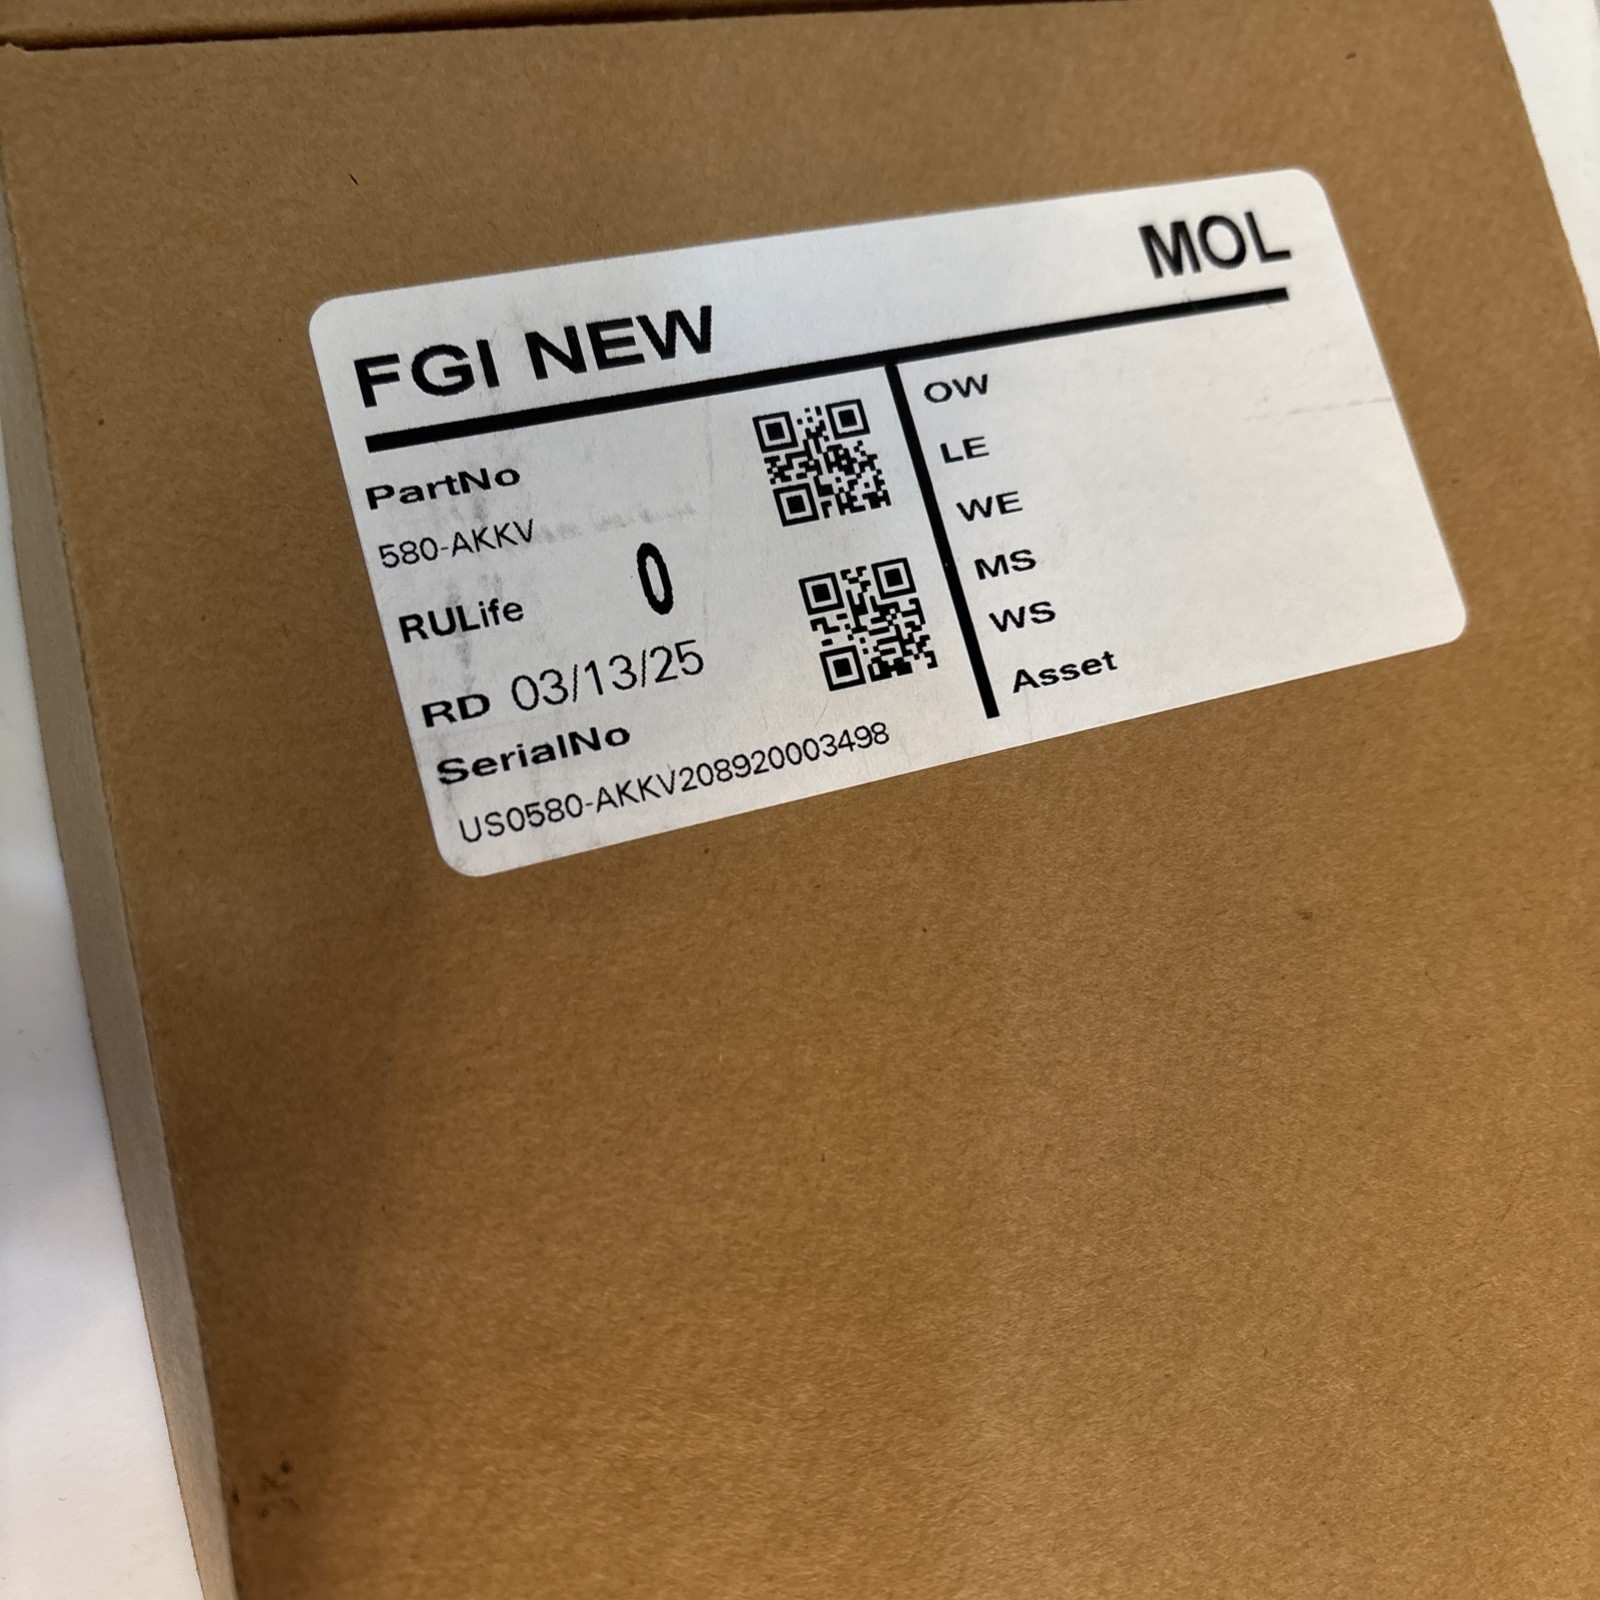 FGI NEW MOL
PartNo
580-AKKV
RULife 0
RD 03/13/25
SerialNo
US0580-AKKV208920003498
OW
LE
WE
MS
WS
Asset